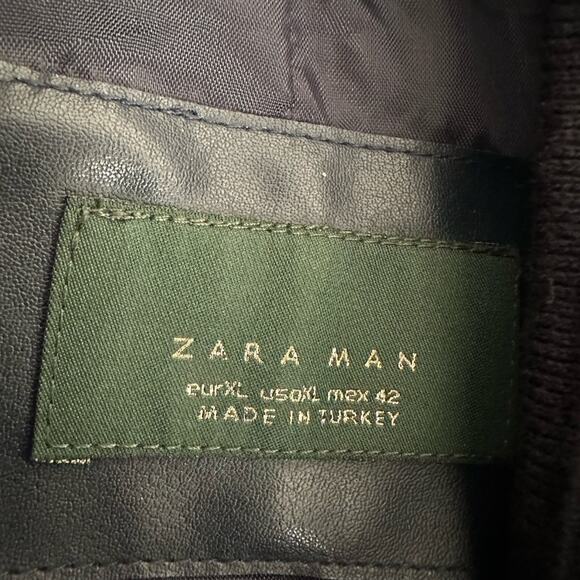 ZARA MAN
eurXL usaXL mex 42
MADE IN TURKEY